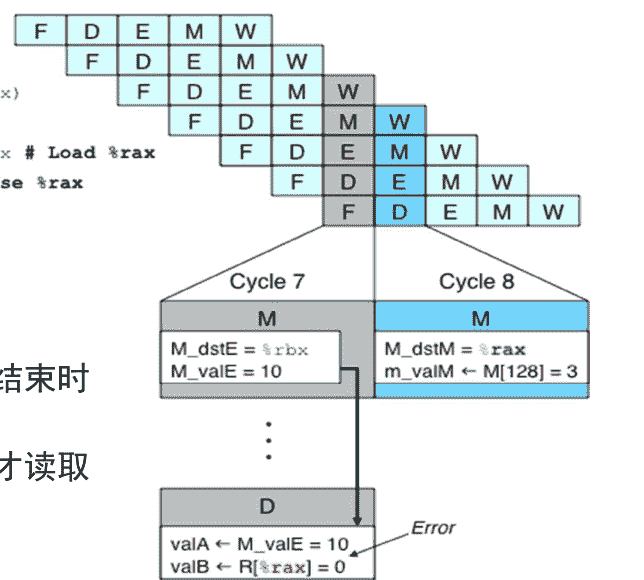 F D E M W
F D E M W
x) F D E M W
F D E M W
x # Load %rax F D E M W
se %rax F D E M W
F D E M W
Cycle 7 Cycle 8
M M
M_dstE = %rbx M_dstM = %rax
M_valE = 10 m_valM ← M[128] = 3
结束时
才读取
D
Error
valA ← M_valE = 10
valB ← R[%rax] = 0